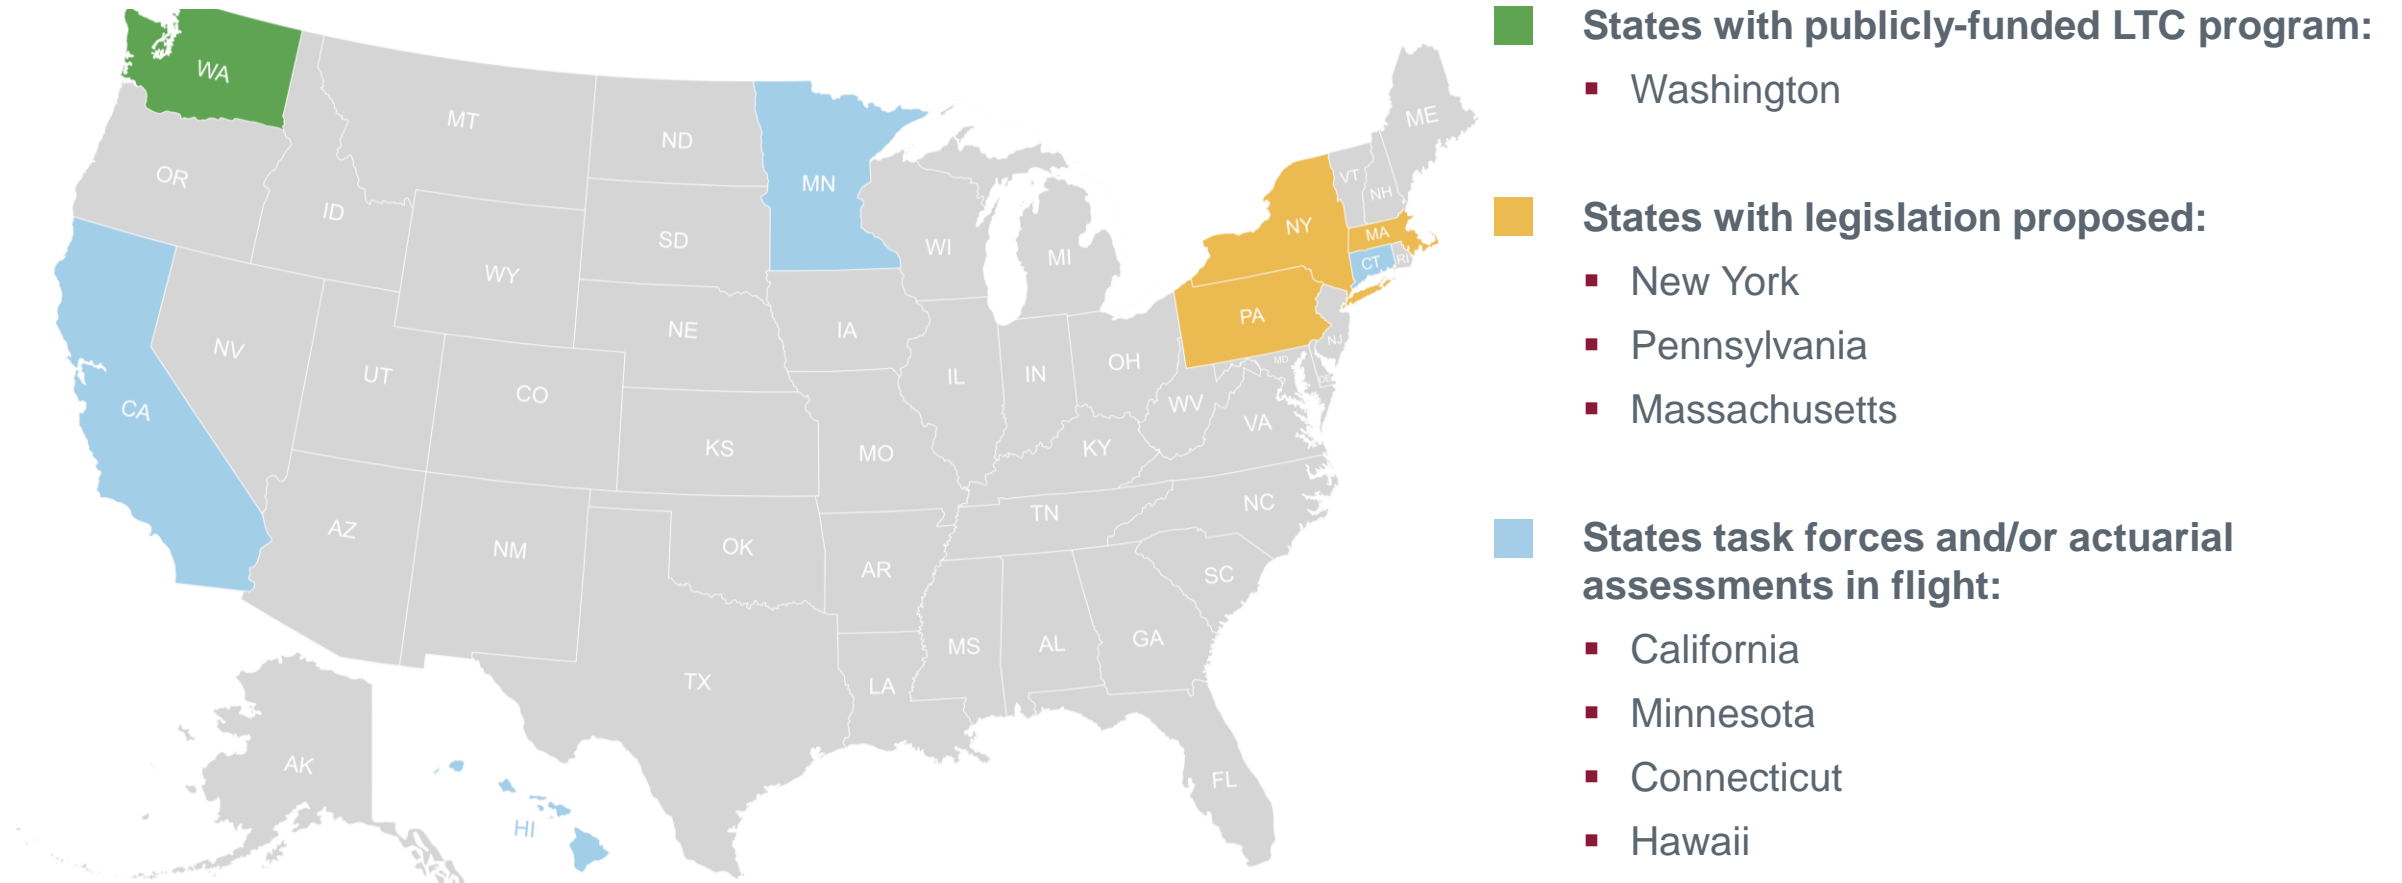 WA
MT
ND
MN
OR
ID
SD
WY
WI
MI
ME
VT
NH
NY
MA
CT
RI
NV
UT
CO
NE
IA
PA
NJ
MD
DE
CA
IL
IN
OH
WV
VA
KS
MO
KY
AZ
NM
OK
AR
TN
NC
SC
MS
AL
GA
TX
LA
FL
AK
HI
States with publicly-funded LTC program:
▪ Washington
States with legislation proposed:
▪ New York
▪ Pennsylvania
▪ Massachusetts
States task forces and/or actuarial
assessments in flight:
▪ California
▪ Minnesota
▪ Connecticut
▪ Hawaii